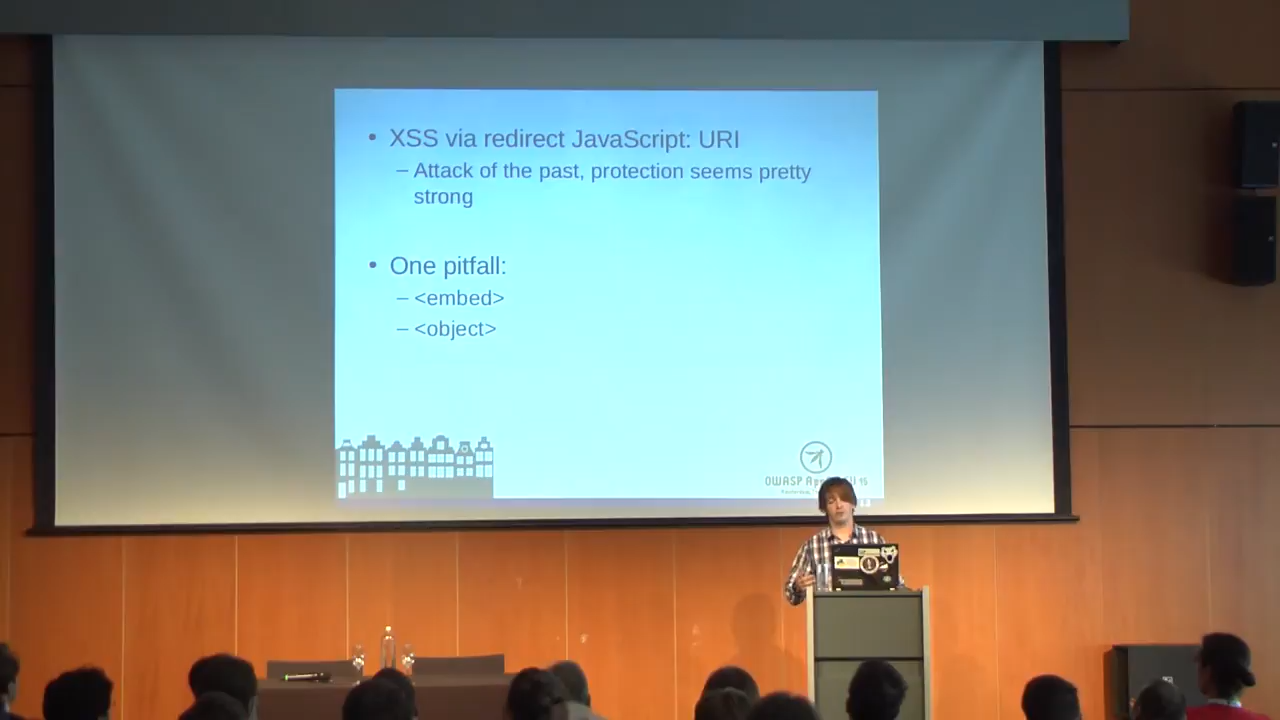 • XSS via redirect JavaScript: URI
– Attack of the past, protection seems pretty
strong
• One pitfall:
– <embed>
– <object>
OWASP